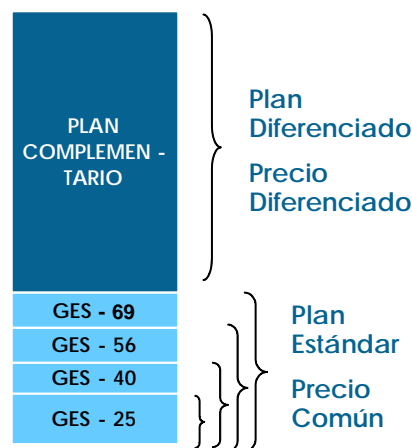 PLAN
COMPLEMEN -
TARIO
Plan
Diferenciado
Precio
Diferenciado
GES - 69
GES - 56
GES - 40
GES - 25
Plan
Estándar
Precio
Común